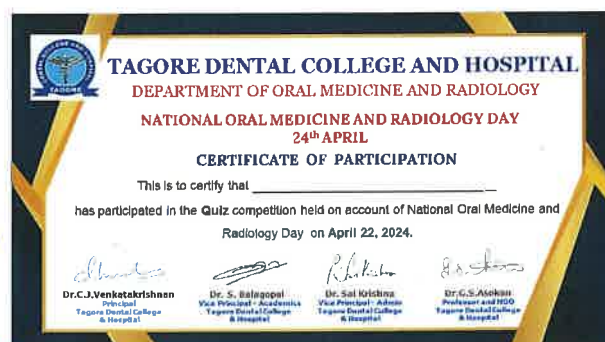 TAGORE DENTAL COLLEGE AND HOSPITAL
DEPARTMENT OF ORAL MEDICINE AND RADIOLOGY
NATIONAL ORAL MEDICINE AND RADIOLOGY DAY
24th APRIL
CERTIFICATE OF PARTICIPATION
This is to certify that
has participated in the Quiz competition held on account of National Oral Medicine and
Radiology Day on April 22, 2024.
Dr.C.J.Venkatakrishnan
Principal
Tagore Dental College
& Hospital
Dr. S. Balagopal
Vice Principal - Academics
Tagore Dental College
& Hospital
Dr. Sai Krishna
Vice Principal - Admin
Tagore Dental College
& Hospital
Dr.G.S.Asokan
Professor and HOD
Tagore Dental College
& Hospital
TAGORE